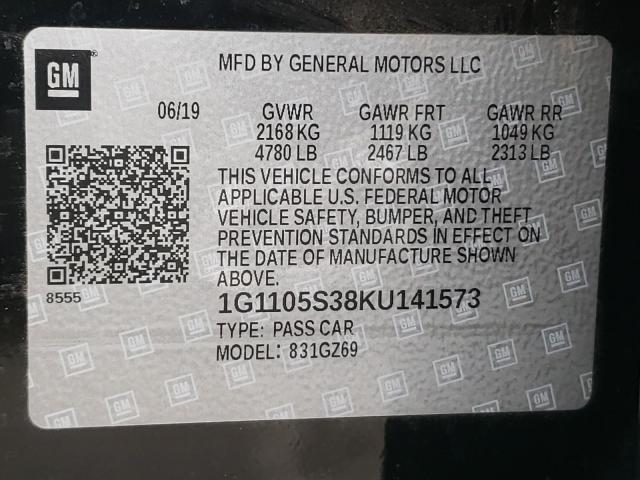 GM
MFD BY GENERAL MOTORS LLC
06/19 GVWR GAWR FRT GAWR RR
2168 KG 1119 KG 1049 KG
4780 LB 2467 LB 2313 LB
THIS VEHICLE CONFORMS TO ALL
APPLICABLE U.S. FEDERAL MOTOR
VEHICLE SAFETY, BUMPER, AND THEFT
PREVENTION STANDARDS IN EFFECT ON
THE DATE OF MANUFACTURE SHOWN
ABOVE.
8555
1G1105S38KU141573
TYPE: PASS CAR
MODEL: 831GZ69